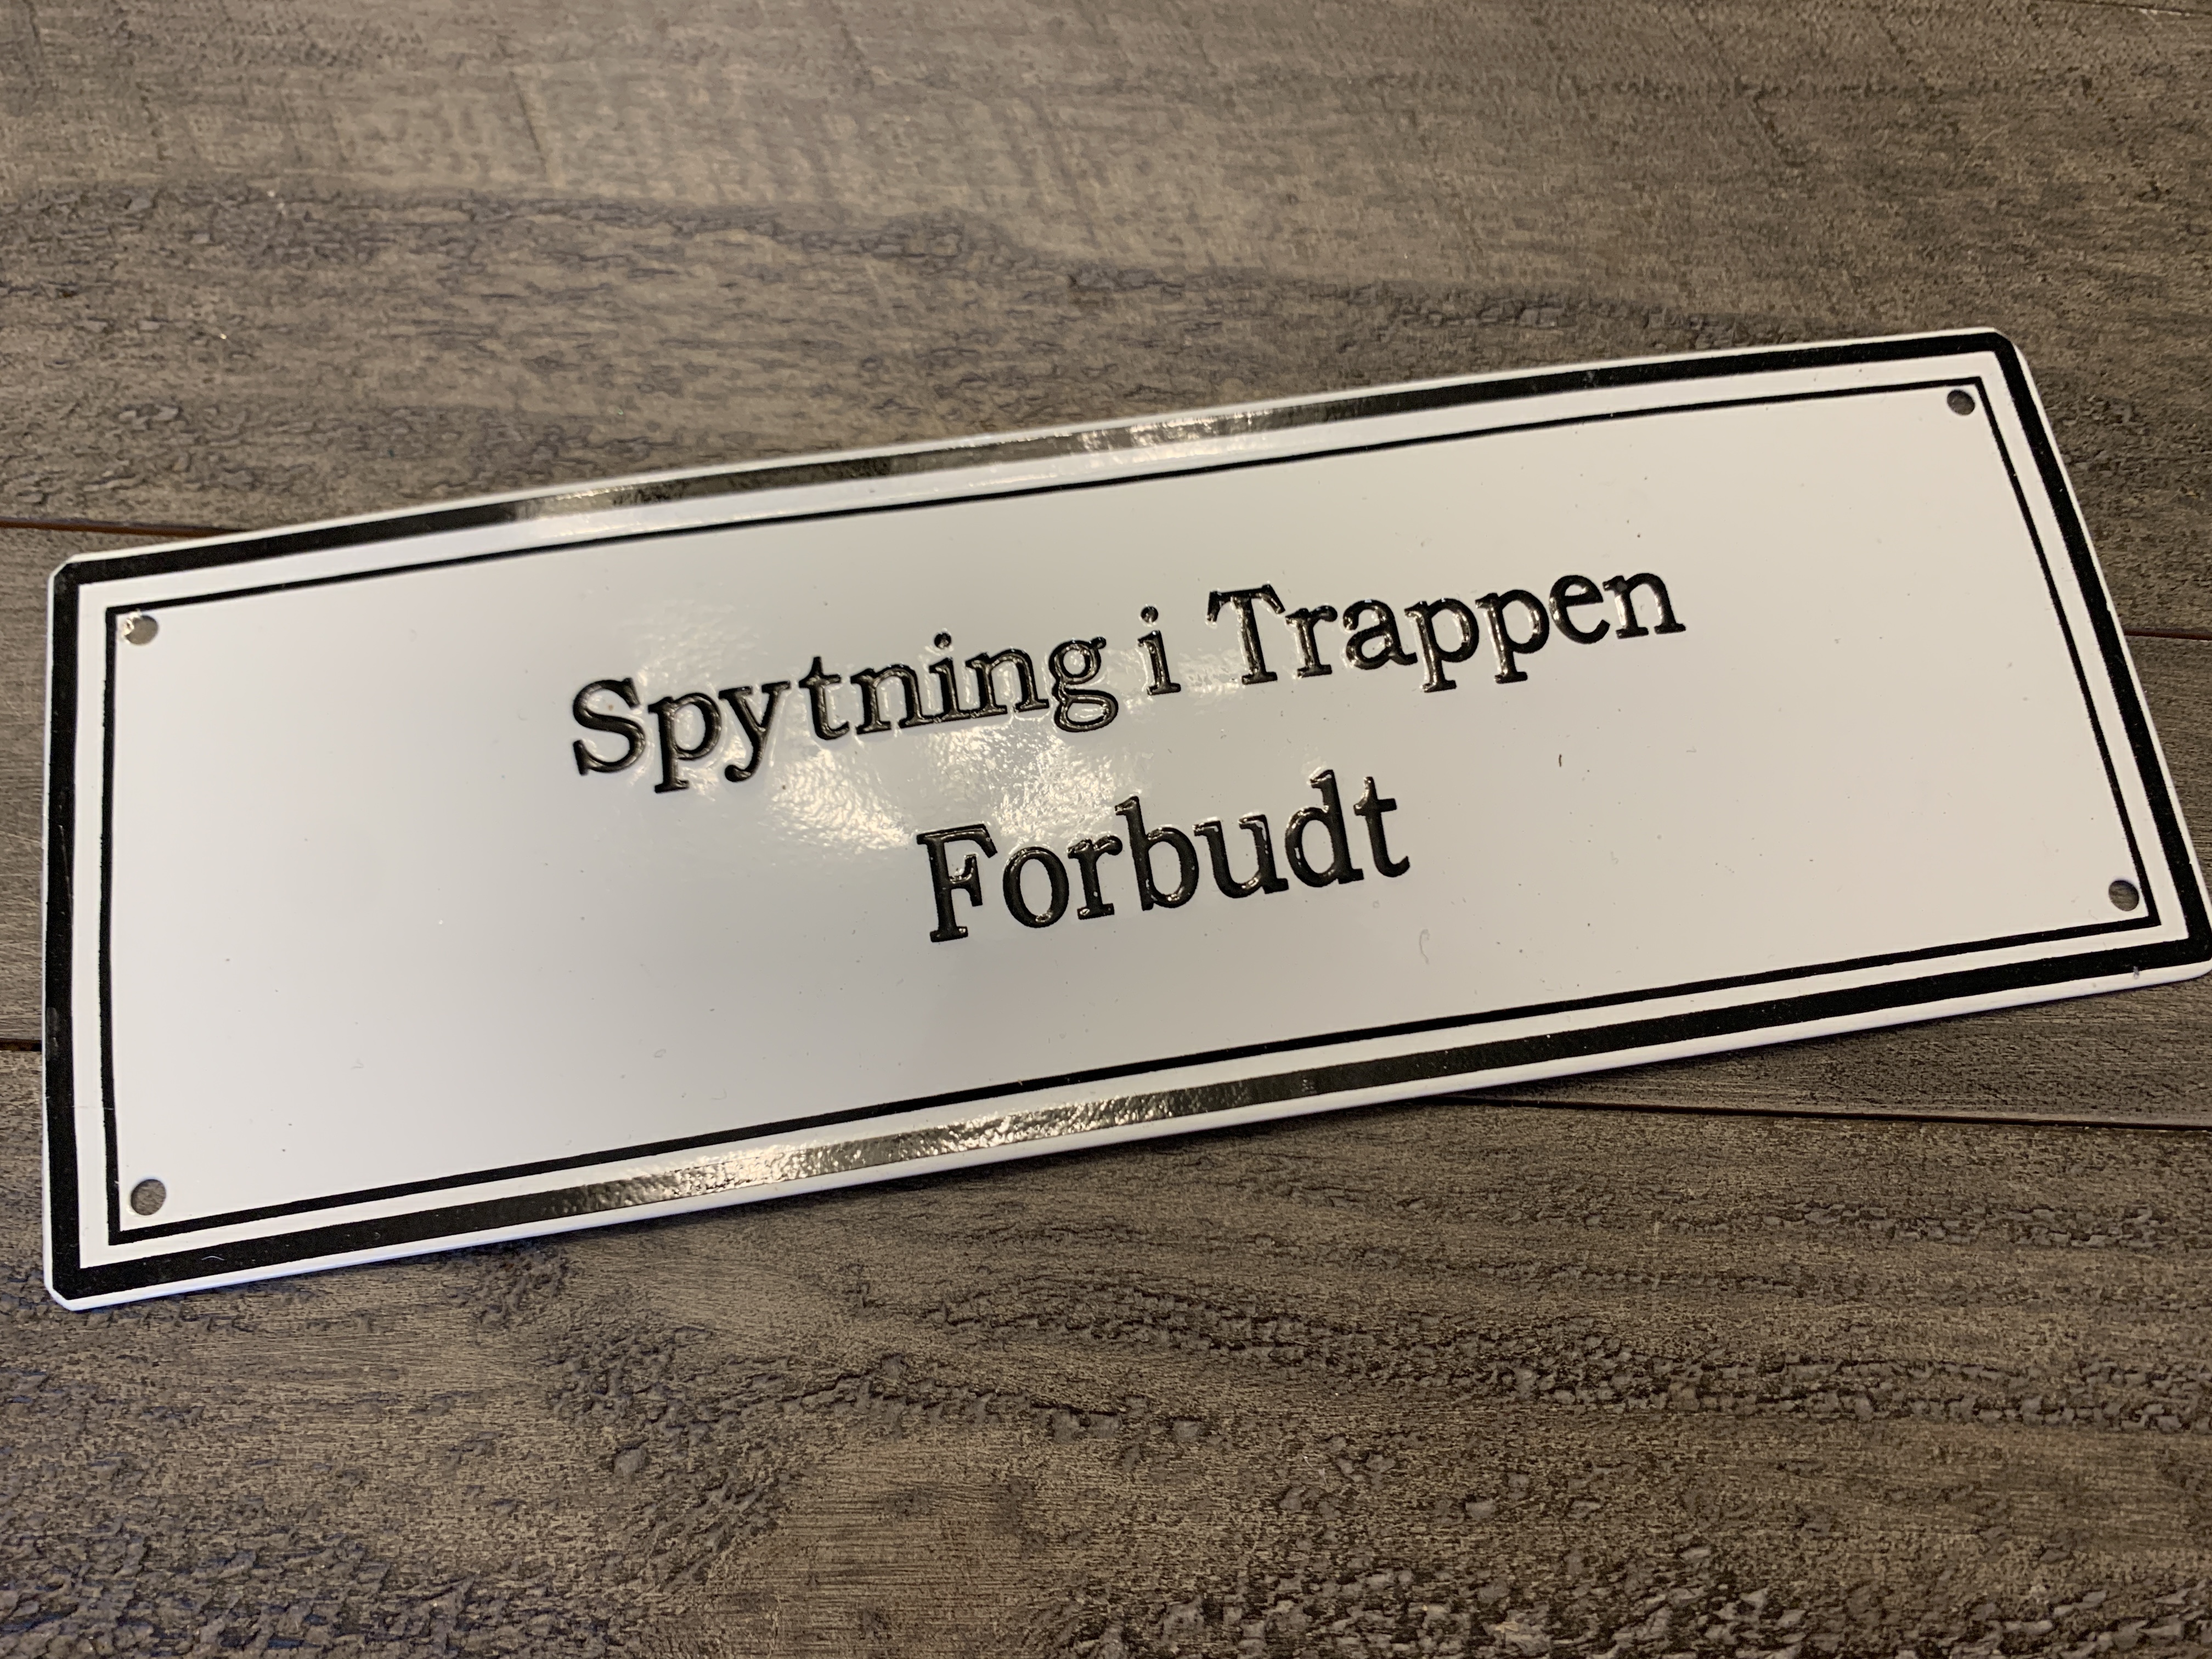 Spytning i Trappen
Forbudt